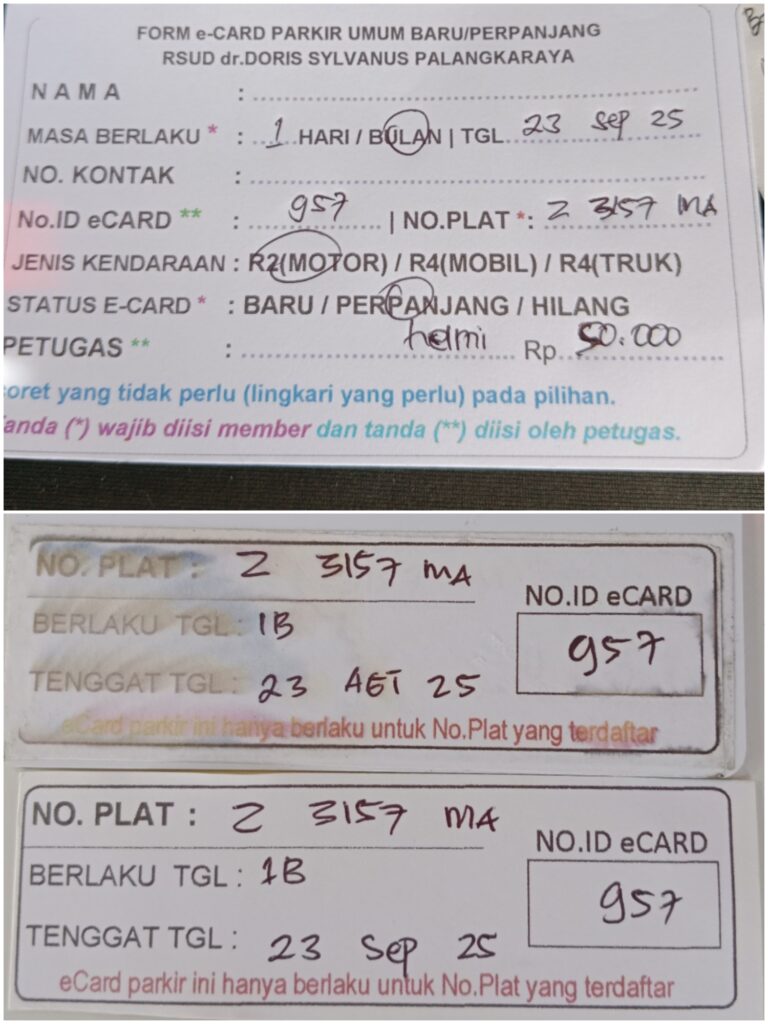 FORM e-CARD PARKIR UMUM BARU/PERPANJANG
RSUD dr.DORIS SYLVANUS PALANGKARAYA
NAMA :
MASA BERLAKU * : 1 HARI / BULAN | TGL 23 Sep 25
NO. KONTAK :
No.ID eCARD ** : 957 | NO.PLAT *: Z 3157 MA
JENIS KENDARAAN : R2(MOTOR) / R4(MOBIL) / R4(TRUK)
STATUS E-CARD * : BARU / PERPANJANG / HILANG
PETUGAS ** : helmi Rp. 50.000
coret yang tidak perlu (lingkari yang perlu) pada pilihan.
anda (*) wajib diisi member dan tanda (**) diisi oleh petugas.
NO. PLAT : Z 3157 MA
NO.ID eCARD
BERLAKU TGL : 1B
957
TENGGAT TGL : 23 AGT 25
eCard parkir ini hanya berlaku untuk No.Plat yang terdaftar
NO. PLAT : Z 3157 MA
NO.ID eCARD
BERLAKU TGL : 1B
957
TENGGAT TGL : 23 Sep 25
eCard parkir ini hanya berlaku untuk No.Plat yang terdaftar